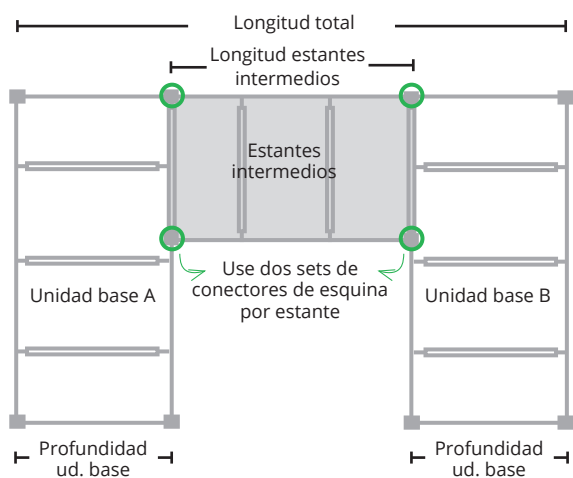 Longitud total
Longitud estantes
intermedios
Estantes
intermedios
Use dos sets de
conectores de esquina
por estante
Unidad base A
Unidad base B
Profundidad
ud. base
Profundidad
ud. base